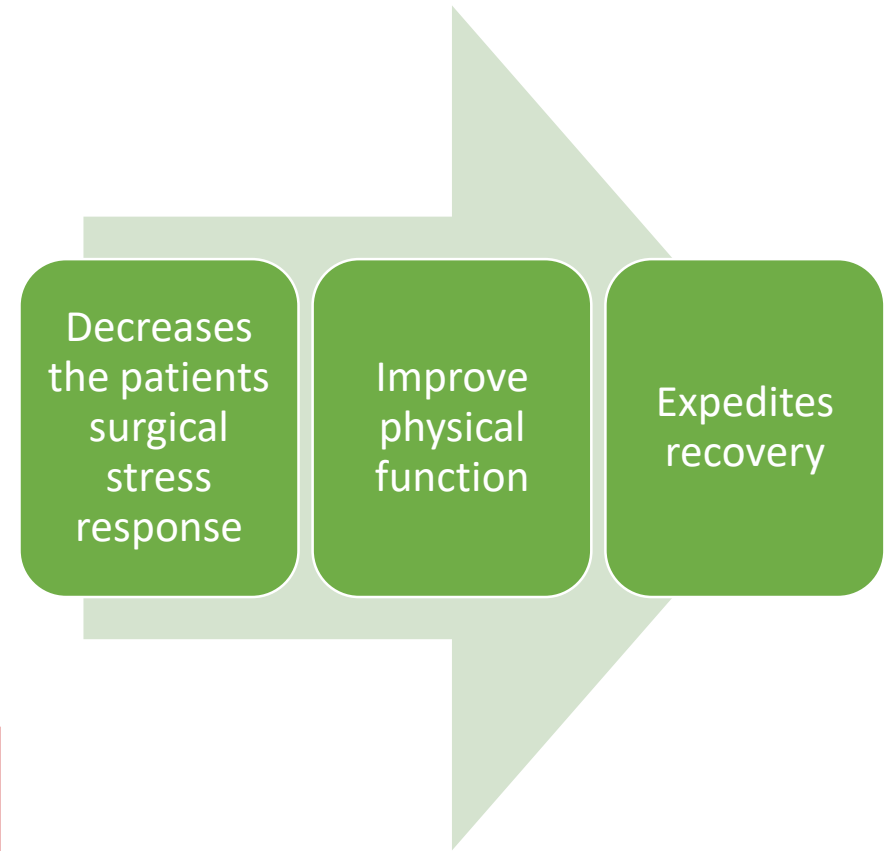 Decreases
the patients
surgical
stress
response
Improve
physical
function
Expedites
recovery